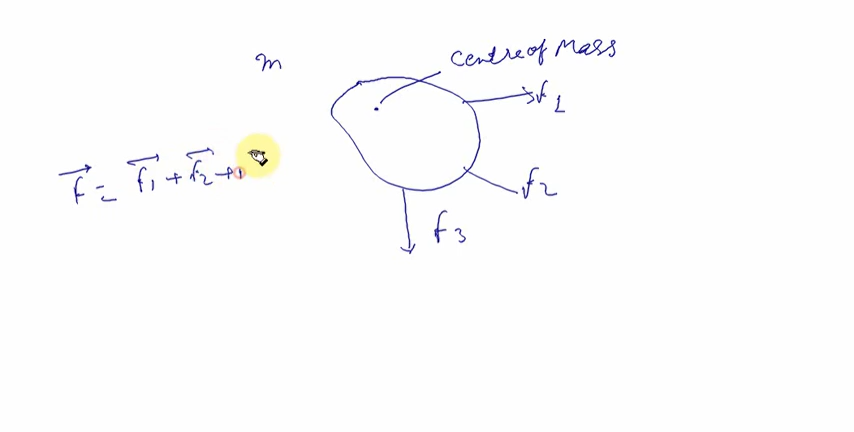 m
Centre of Mass
f1
F = f1 + f2 +
f2
f3